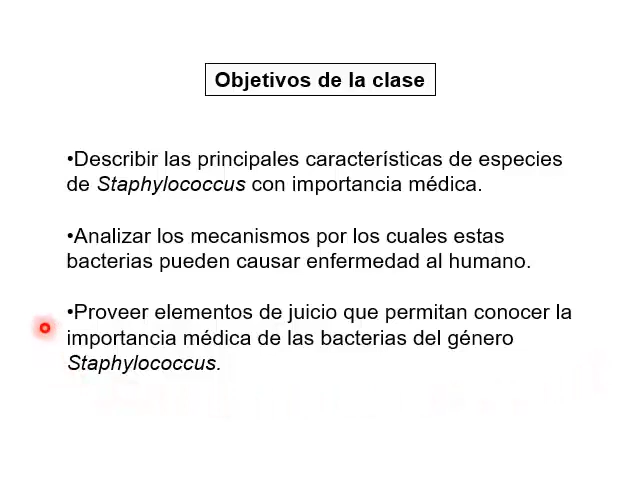 Objetivos de la clase
•Describir las principales características de especies
de Staphylococcus con importancia médica.
•Analizar los mecanismos por los cuales estas
bacterias pueden causar enfermedad al humano.
•Proveer elementos de juicio que permitan conocer la
importancia médica de las bacterias del género
Staphylococcus.